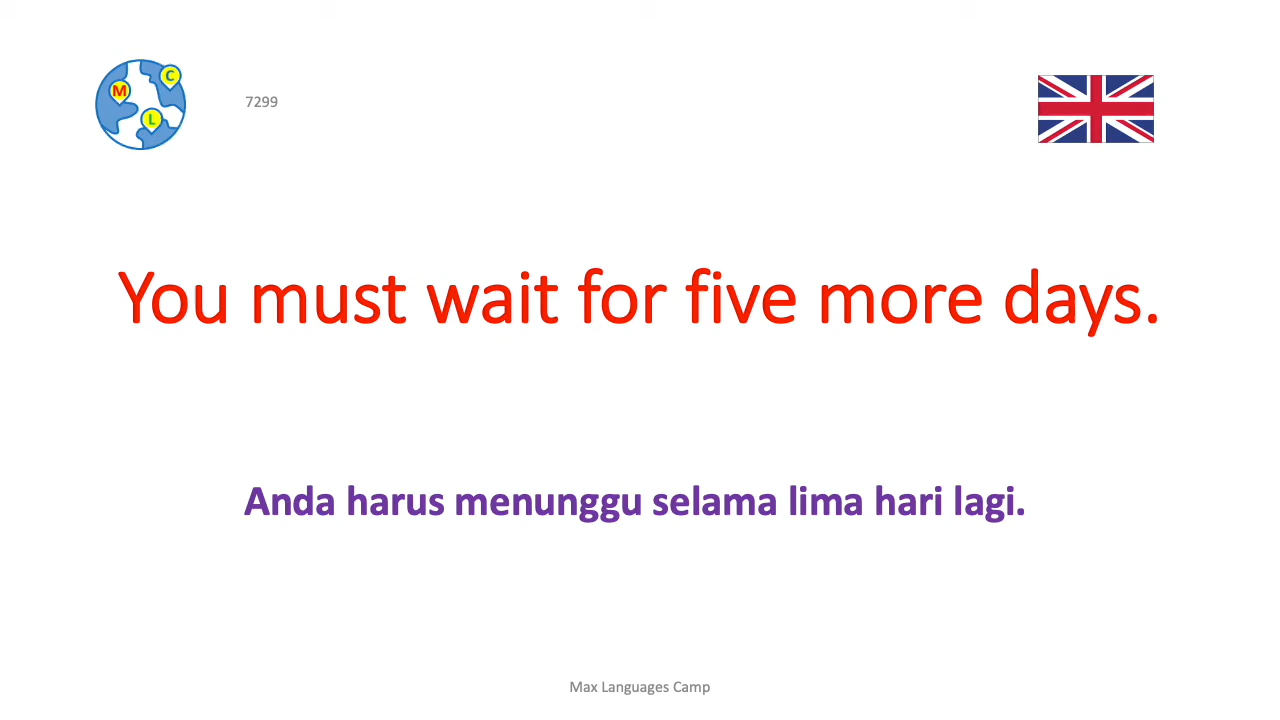 M
C
L
7299
You must wait for five more days.
Anda harus menunggu selama lima hari lagi.
Max Languages Camp